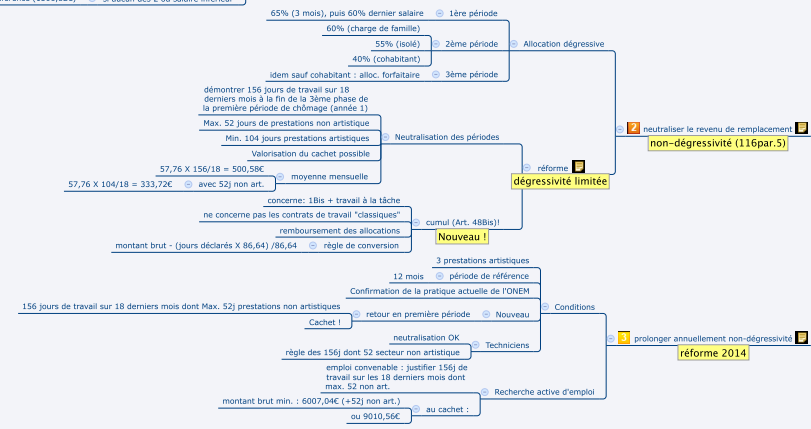 65% (3 mois), puis 60% dernier salaire
1ère période
60% (charge de famille)
55% (isolé)
2ème période
Allocation dégressive
40% (cohabitant)
idem sauf cohabitant : alloc. forfaitaire
3ème période
démontrer 156 jours de travail sur 18
derniers mois à la fin de la 3ème phase de
la première période de chômage (année 1)
Max. 52 jours de prestations non artistique
Min. 104 jours prestations artistiques
Neutralisation des périodes
Valorisation du cachet possible
57,76 X 156/18 = 500,58€
moyenne mensuelle
57,76 X 104/18 = 333,72€
avec 52j non art.
2 neutraliser le revenu de remplacement
non-dégressivité (116par.5)
réforme
dégressivité limitée
concerne: 1Bis + travail à la tâche
ne concerne pas les contrats de travail "classiques"
cumul (Art. 48Bis)!
Nouveau !
remboursement des allocations
montant brut - (jours déclarés X 86,64) /86,64
règle de conversion
3 prestations artistiques
12 mois
période de référence
Confirmation de la pratique actuelle de l'ONEM
Conditions
156 jours de travail sur 18 derniers mois dont Max. 52j prestations non artistiques
retour en première période
Nouveau
Cachet !
neutralisation OK
Techniciens
règle des 156j dont 52 secteur non artistique
3 prolonger annuellement non-dégressivité
réforme 2014
emploi convenable : justifier 156j de
travail sur les 18 derniers mois dont
max. 52 non art.
Recherche active d'emploi
montant brut min. : 6007,04€ (+52j non art.)
au cachet :
ou 9010,56€